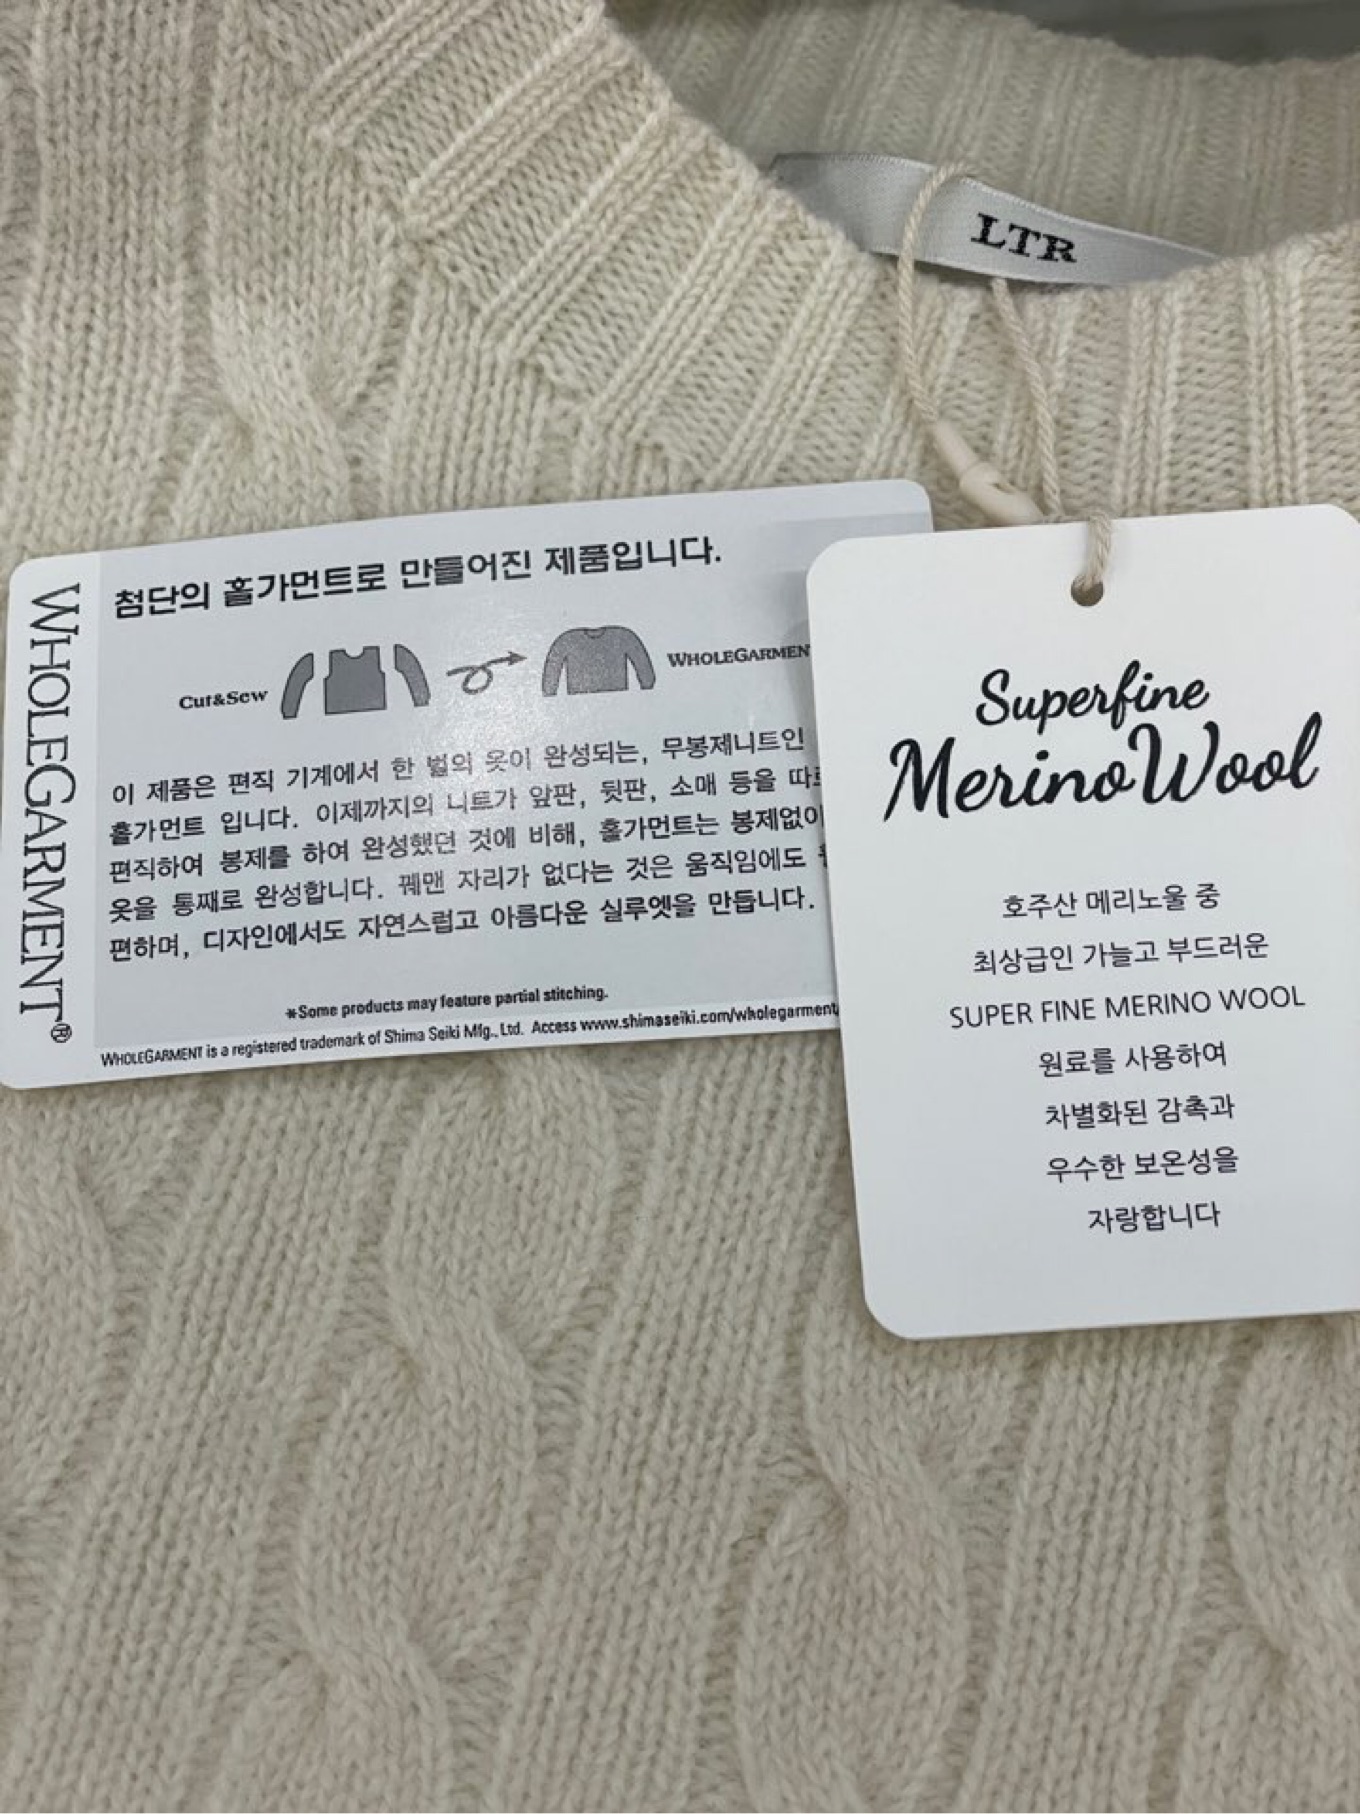 LTR
WHOLEGARMENT®
첨단의 홀가먼트로 만들어진 제품입니다.
Cut&Sew
WHOLEGARMEN
이 제품은 편직 기계에서 한 벌의 옷이 완성되는, 무봉제니트인
홀가먼트 입니다. 이제까지의 니트가 앞판, 뒷판, 소매 등을
편직하여 봉제를 하여 완성했던 것에 비해, 홀가먼트는 봉제없이
옷을 통째로 완성합니다. 꿰맨 자리가 없다는 것은 움직임에도
편하며, 디자인에서도 자연스럽고 아름다운 실루엣을 만듭니다.
*Some products may feature partial stitching.
WHOLEGARMENT is a registered trademark of Shima Seiki Mfg., Ltd. Access www.shimaseiki.com/wholegarment/
Superfine
Merino Wool
호주산 메리노울 중
최상급인 가늘고 부드러운
SUPER FINE MERINO WOOL
원료를 사용하여
차별화된 감촉과
우수한 보온성을
자랑합니다